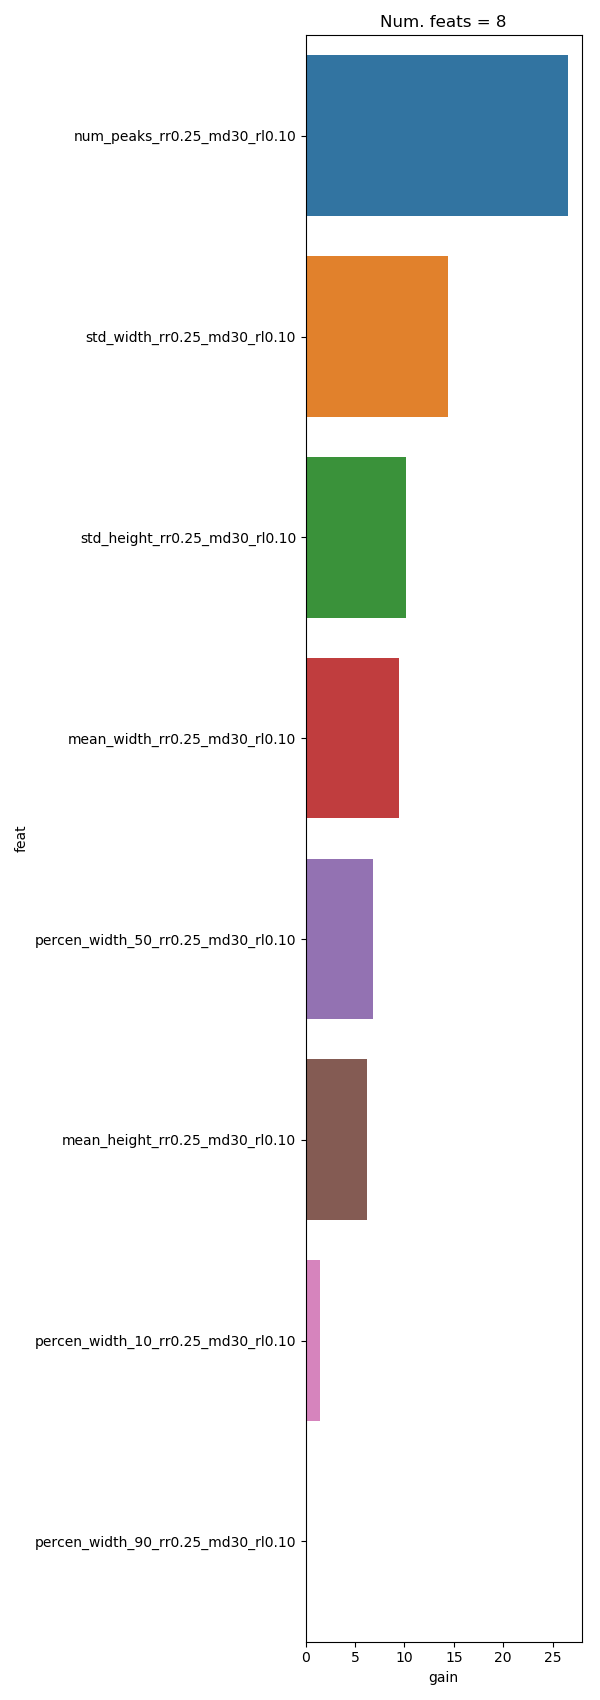 Num. feats = 8
num_peaks_rr0.25_md30_rl0.10
std_width_rr0.25_md30_rl0.10
std_height_rr0.25_md30_rl0.10
mean_width_rr0.25_md30_rl0.10
feat
percen_width_50_rr0.25_md30_rl0.10
mean_height_rr0.25_md30_rl0.10
percen_width_10_rr0.25_md30_rl0.10
percen_width_90_rr0.25_md30_rl0.10
0 5 10 15 20 25
gain